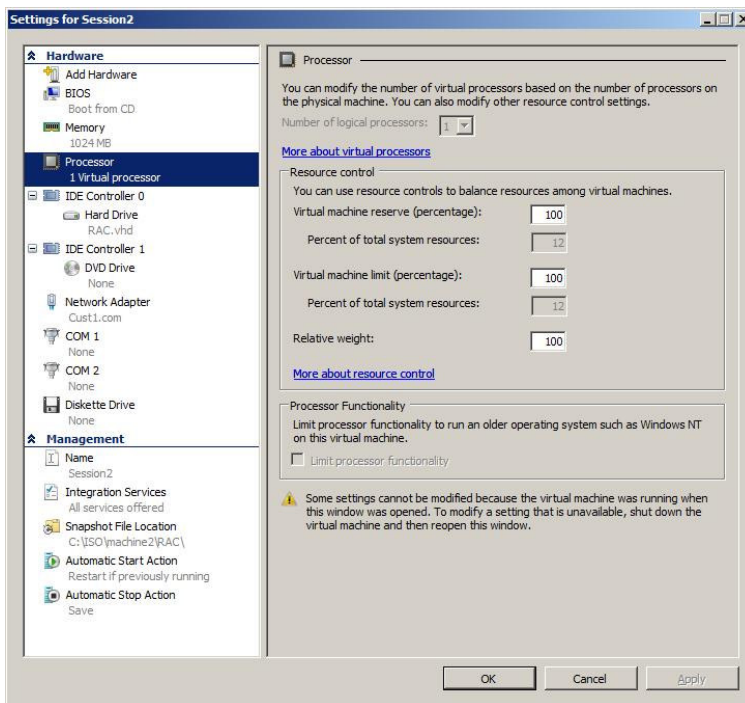 Settings for Session2
Hardware
Add Hardware
BIOS
Boot from CD
Memory
1024 MB
Processor
1 Virtual processor
IDE Controller 0
Hard Drive
RAC.vhd
IDE Controller 1
DVD Drive
None
Network Adapter
Cust1.com
COM 1
None
COM 2
None
Diskette Drive
None
Management
Name
Session2
Integration Services
All services offered
Snapshot File Location
C:\ISO\machine2\RAC\
Automatic Start Action
Restart if previously running
Automatic Stop Action
Save
Processor
You can modify the number of virtual processors based on the number of processors on
the physical machine. You can also modify other resource control settings.
Number of logical processors: 1
More about virtual processors
Resource control
You can use resource controls to balance resources among virtual machines.
Virtual machine reserve (percentage): 100
Percent of total system resources: 12
Virtual machine limit (percentage): 100
Percent of total system resources: 12
Relative weight: 100
More about resource control
Processor Functionality
Limit processor functionality to run an older operating system such as Windows NT
on this virtual machine.
Limit processor functionality
Some settings cannot be modified because the virtual machine was running when
this window was opened. To modify a setting that is unavailable, shut down the
virtual machine and then reopen this window.
OK Cancel Apply